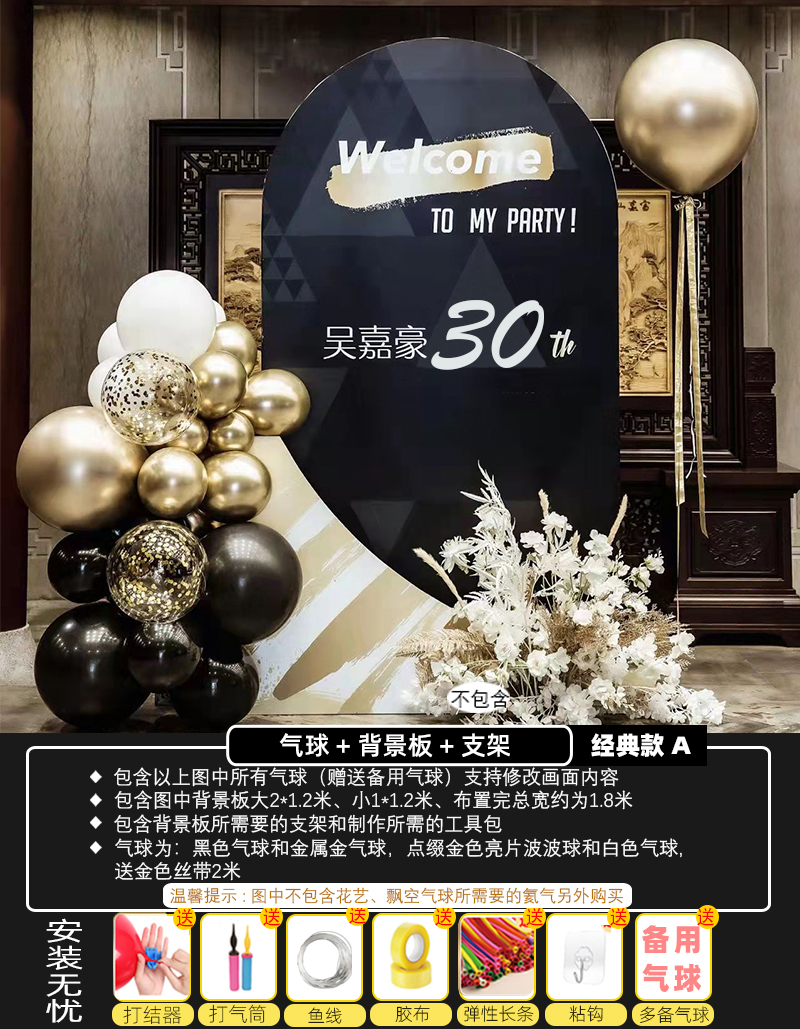 Welcome
TO MY PARTY!
吴嘉豪30th
不包含
气球+背景板+支架
经典款 A
◆ 包含以上图中所有气球（赠送备用气球）支持修改画面内容
◆ 包含图中背景板大2*1.2米、小1*1.2米、布置完总宽约为1.8米
◆ 包含背景板所需要的支架和制作所需的工具包
◆ 气球为：黑色气球和金属金气球，点缀金色亮片波波球和白色气球,
送金色丝带2米
温馨提示:图中不包含花艺、飘空气球所需要的氦气另外购买
安装无忧
送 送 送 送 送 送 送
备用
气球
打结器 打气筒 鱼线 胶布 弹性长条 粘钩 多备气球